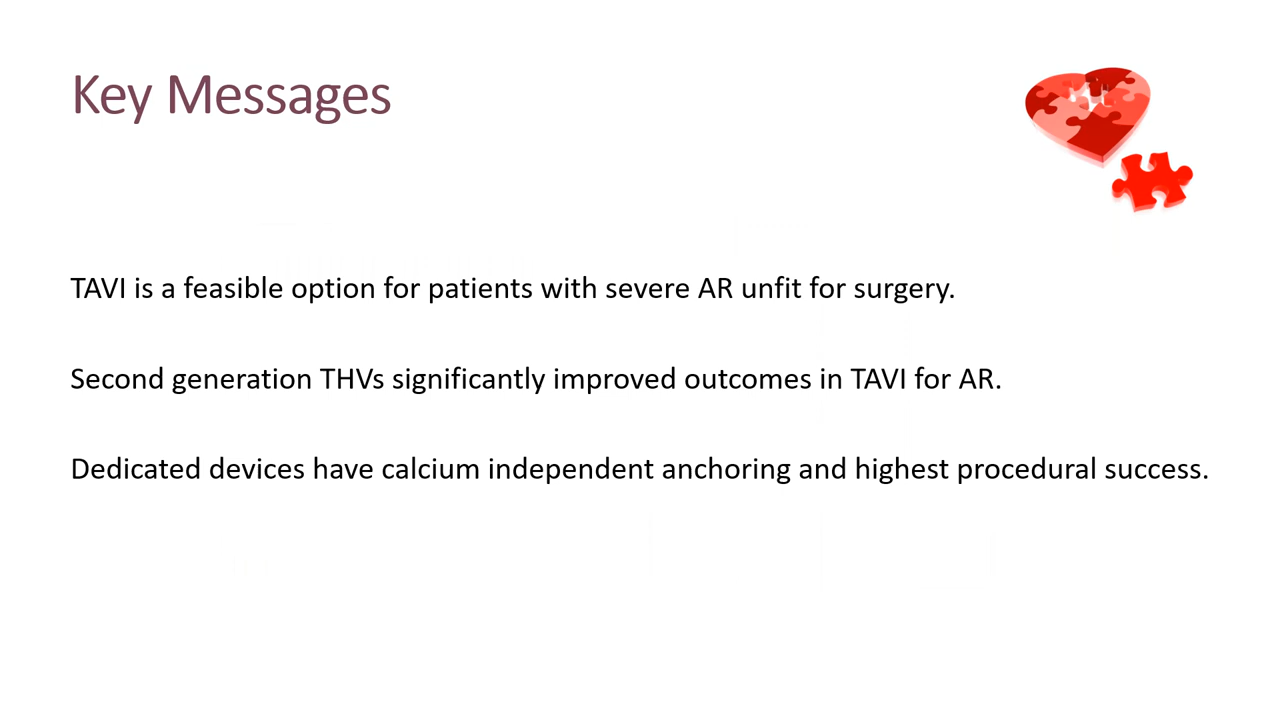 Key Messages
TAVI is a feasible option for patients with severe AR unfit for surgery.
Second generation THVs significantly improved outcomes in TAVI for AR.
Dedicated devices have calcium independent anchoring and highest procedural success.